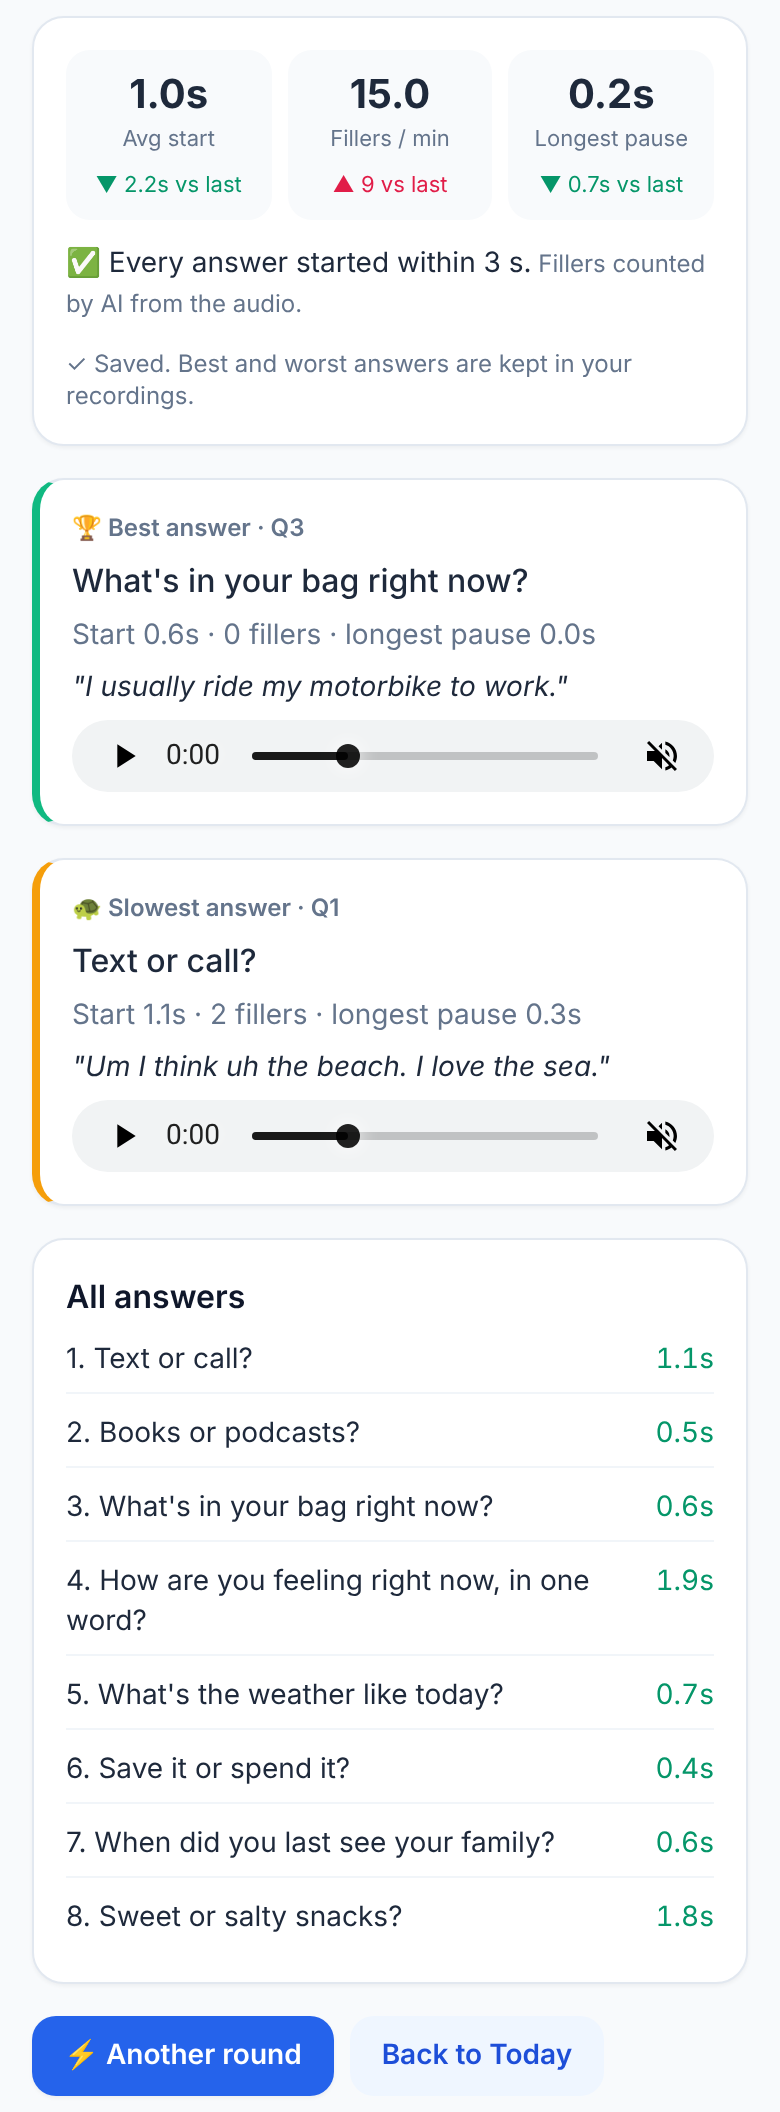 1.0s
Avg start
▼ 2.2s vs last
15.0
Fillers / min
▲ 9 vs last
0.2s
Longest pause
▼ 0.7s vs last
✅ Every answer started within 3 s. Fillers counted
by AI from the audio.
✓ Saved. Best and worst answers are kept in your
recordings.
🏆 Best answer · Q3
What's in your bag right now?
Start 0.6s · 0 fillers · longest pause 0.0s
"I usually ride my motorbike to work."
0:00
🐢 Slowest answer · Q1
Text or call?
Start 1.1s · 2 fillers · longest pause 0.3s
"Um I think uh the beach. I love the sea."
0:00
All answers
1. Text or call? 1.1s
2. Books or podcasts? 0.5s
3. What's in your bag right now? 0.6s
4. How are you feeling right now, in one 1.9s
word?
5. What's the weather like today? 0.7s
6. Save it or spend it? 0.4s
7. When did you last see your family? 0.6s
8. Sweet or salty snacks? 1.8s
⚡ Another round
Back to Today